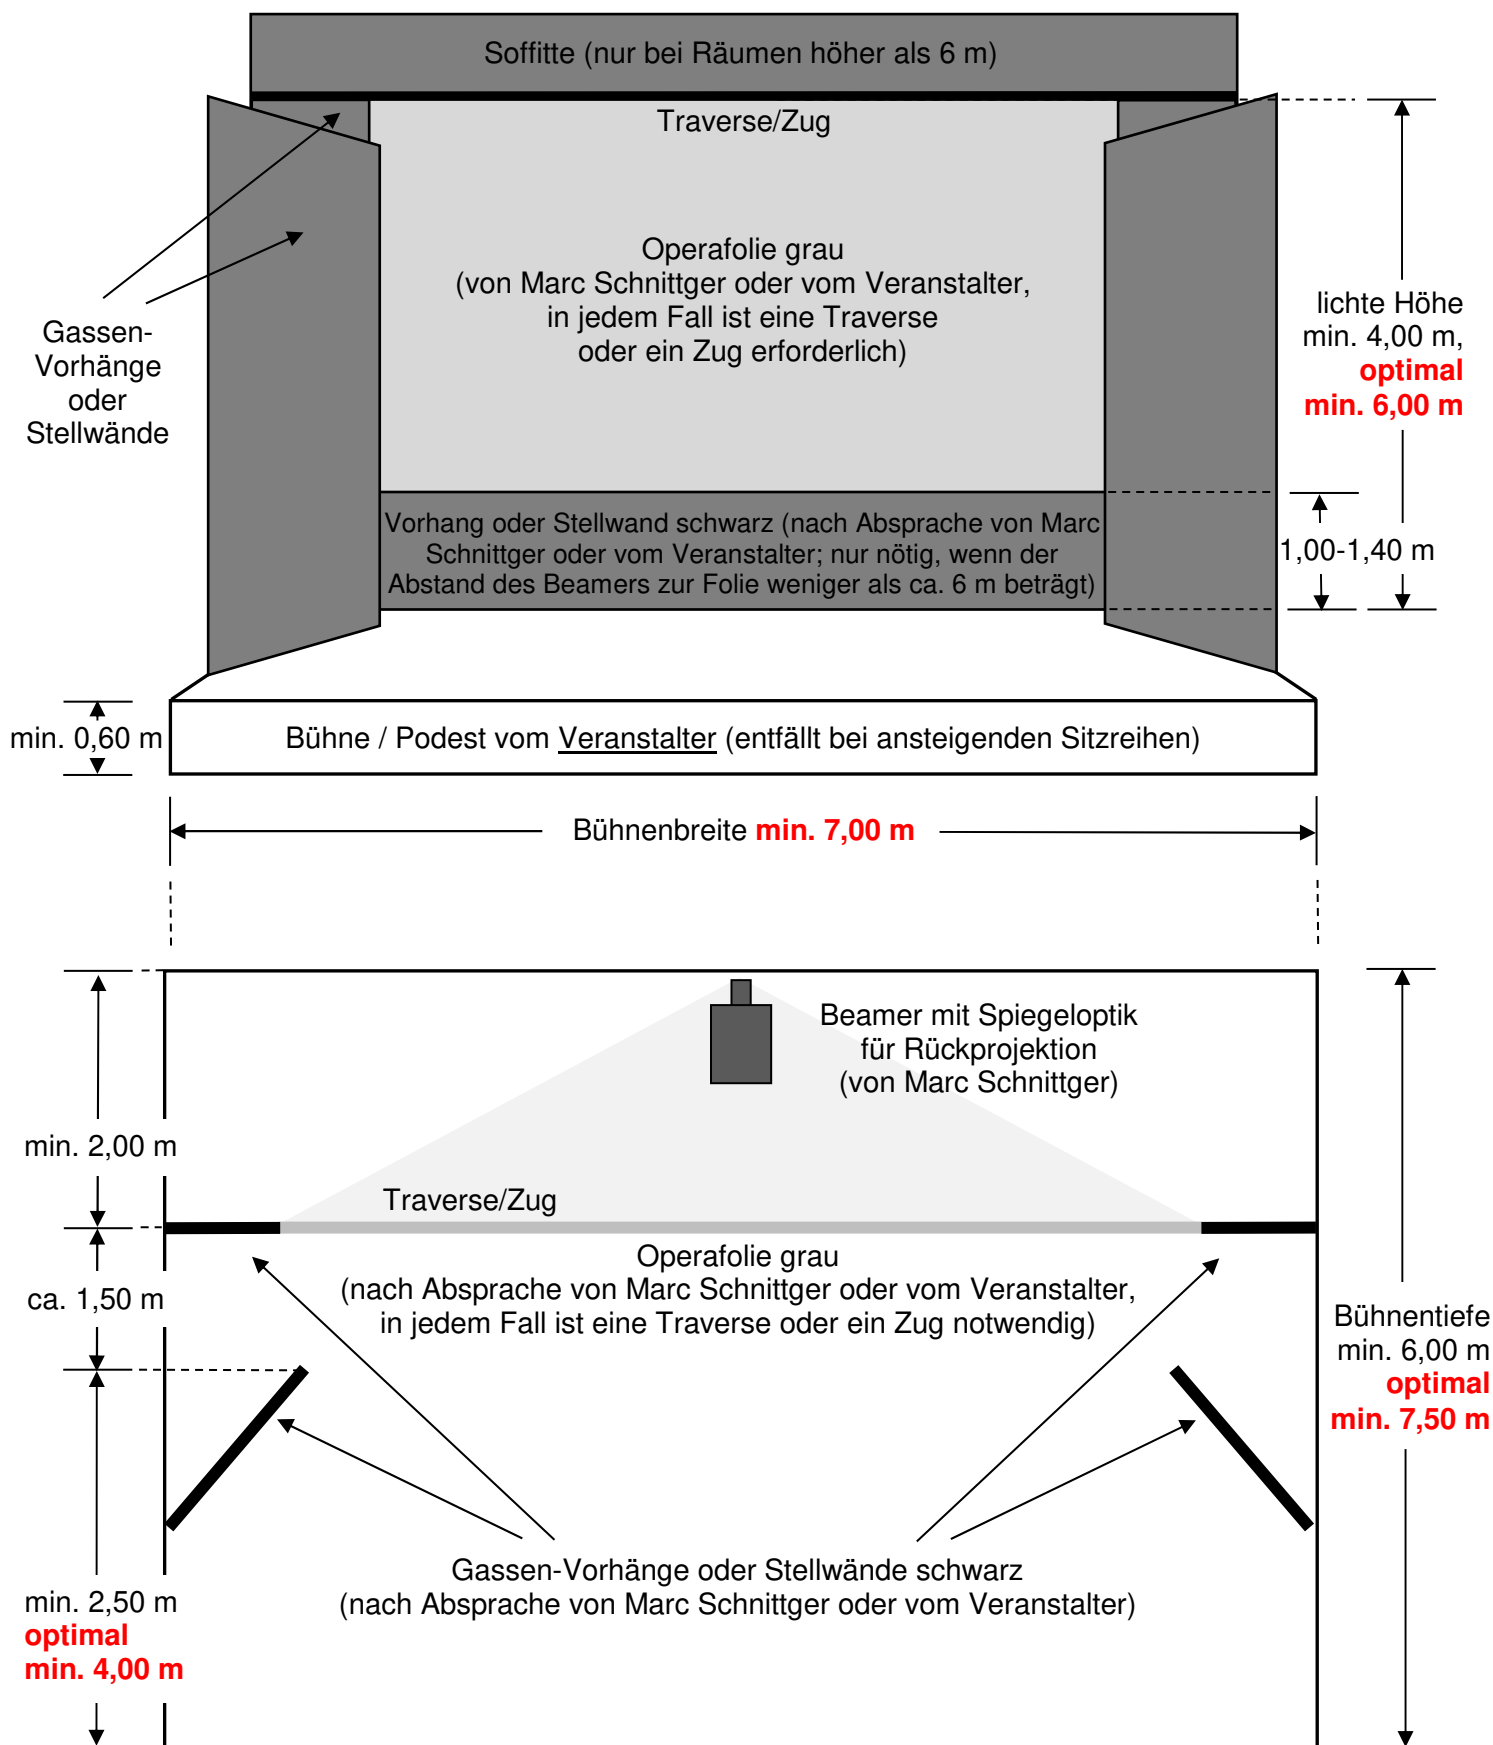 Soffitte (nur bei Räumen höher als 6 m)
Traverse/Zug
Operafolie grau
(von Marc Schnittger oder vom Veranstalter,
in jedem Fall ist eine Traverse
oder ein Zug erforderlich)
Gassen-
Vorhänge
oder
Stellwände
lichte Höhe
min. 4,00 m,
optimal
min. 6,00 m
Vorhang oder Stellwand schwarz (nach Absprache von Marc
Schnittger oder vom Veranstalter; nur nötig, wenn der
Abstand des Beamers zur Folie weniger als ca. 6 m beträgt)
1,00-1,40 m
min. 0,60 m
Bühne / Podest vom Veranstalter (entfällt bei ansteigenden Sitzreihen)
Bühnenbreite min. 7,00 m
Beamer mit Spiegeloptik
für Rückprojektion
(von Marc Schnittger)
min. 2,00 m
Traverse/Zug
Operafolie grau
(nach Absprache von Marc Schnittger oder vom Veranstalter,
in jedem Fall ist eine Traverse oder ein Zug notwendig)
ca. 1,50 m
Bühnentiefe
min. 6,00 m
optimal
min. 7,50 m
Gassen-Vorhänge oder Stellwände schwarz
(nach Absprache von Marc Schnittger oder vom Veranstalter)
min. 2,50 m
optimal
min. 4,00 m